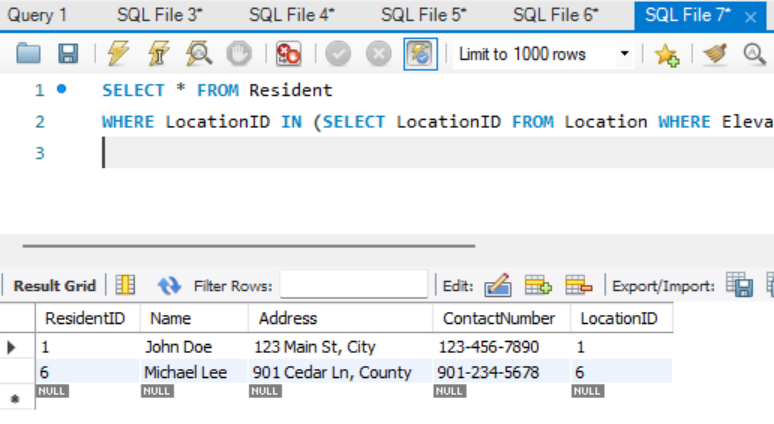 Query 1 SQL File 3* SQL File 4* SQL File 5* SQL File 6* SQL File 7*
Limit to 1000 rows
1 SELECT * FROM Resident
2 WHERE LocationID IN (SELECT LocationID FROM Location WHERE Eleva
3
Result Grid Filter Rows: Edit: Export/Import:
ResidentID Name Address ContactNumber LocationID
1 John Doe 123 Main St, City 123-456-7890 1
6 Michael Lee 901 Cedar Ln, County 901-234-5678 6
NULL NULL NULL NULL NULL